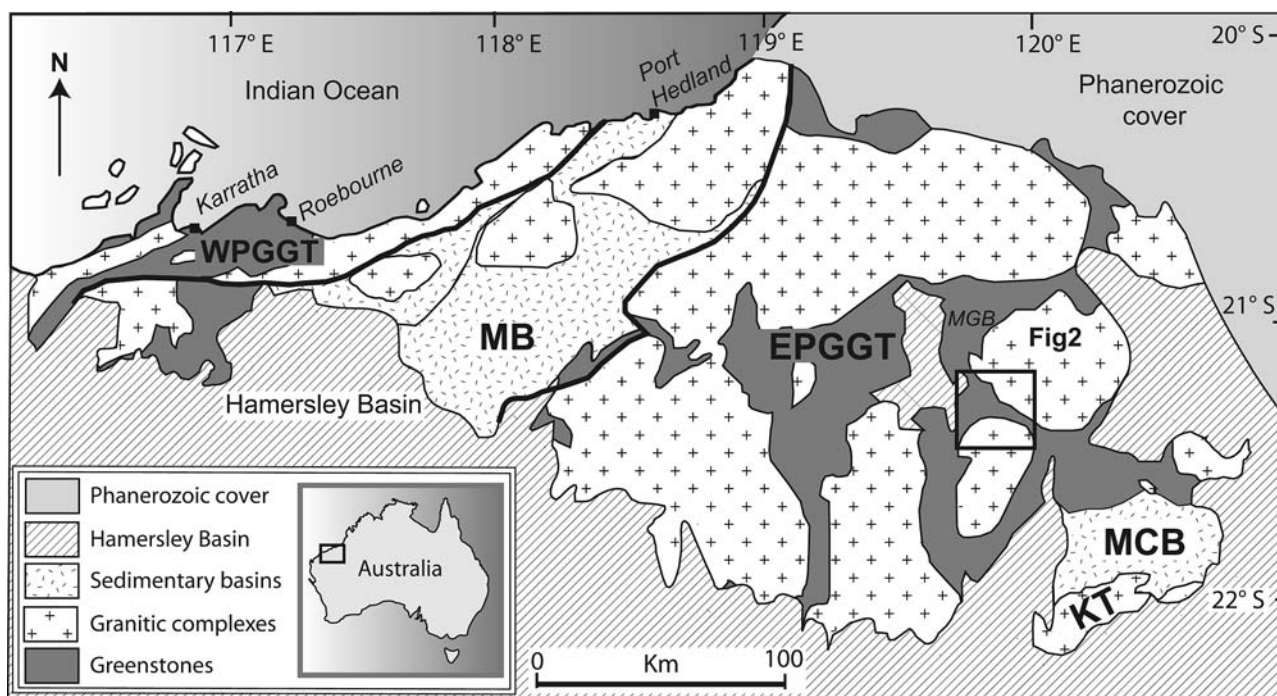 117° E
118° E
119° E
120° E
20° S
N
Indian Ocean
Port
Hedland
Phanerozoic
cover
Karratha
Roebourne
WPGGT
21° S
MGB
MB
EPGGT
Fig2
Hamersley Basin
Phanerozoic cover
Hamersley Basin
Sedimentary basins
Granitic complexes
Greenstones
Australia
MCB
KT
22° S
0
Km
100